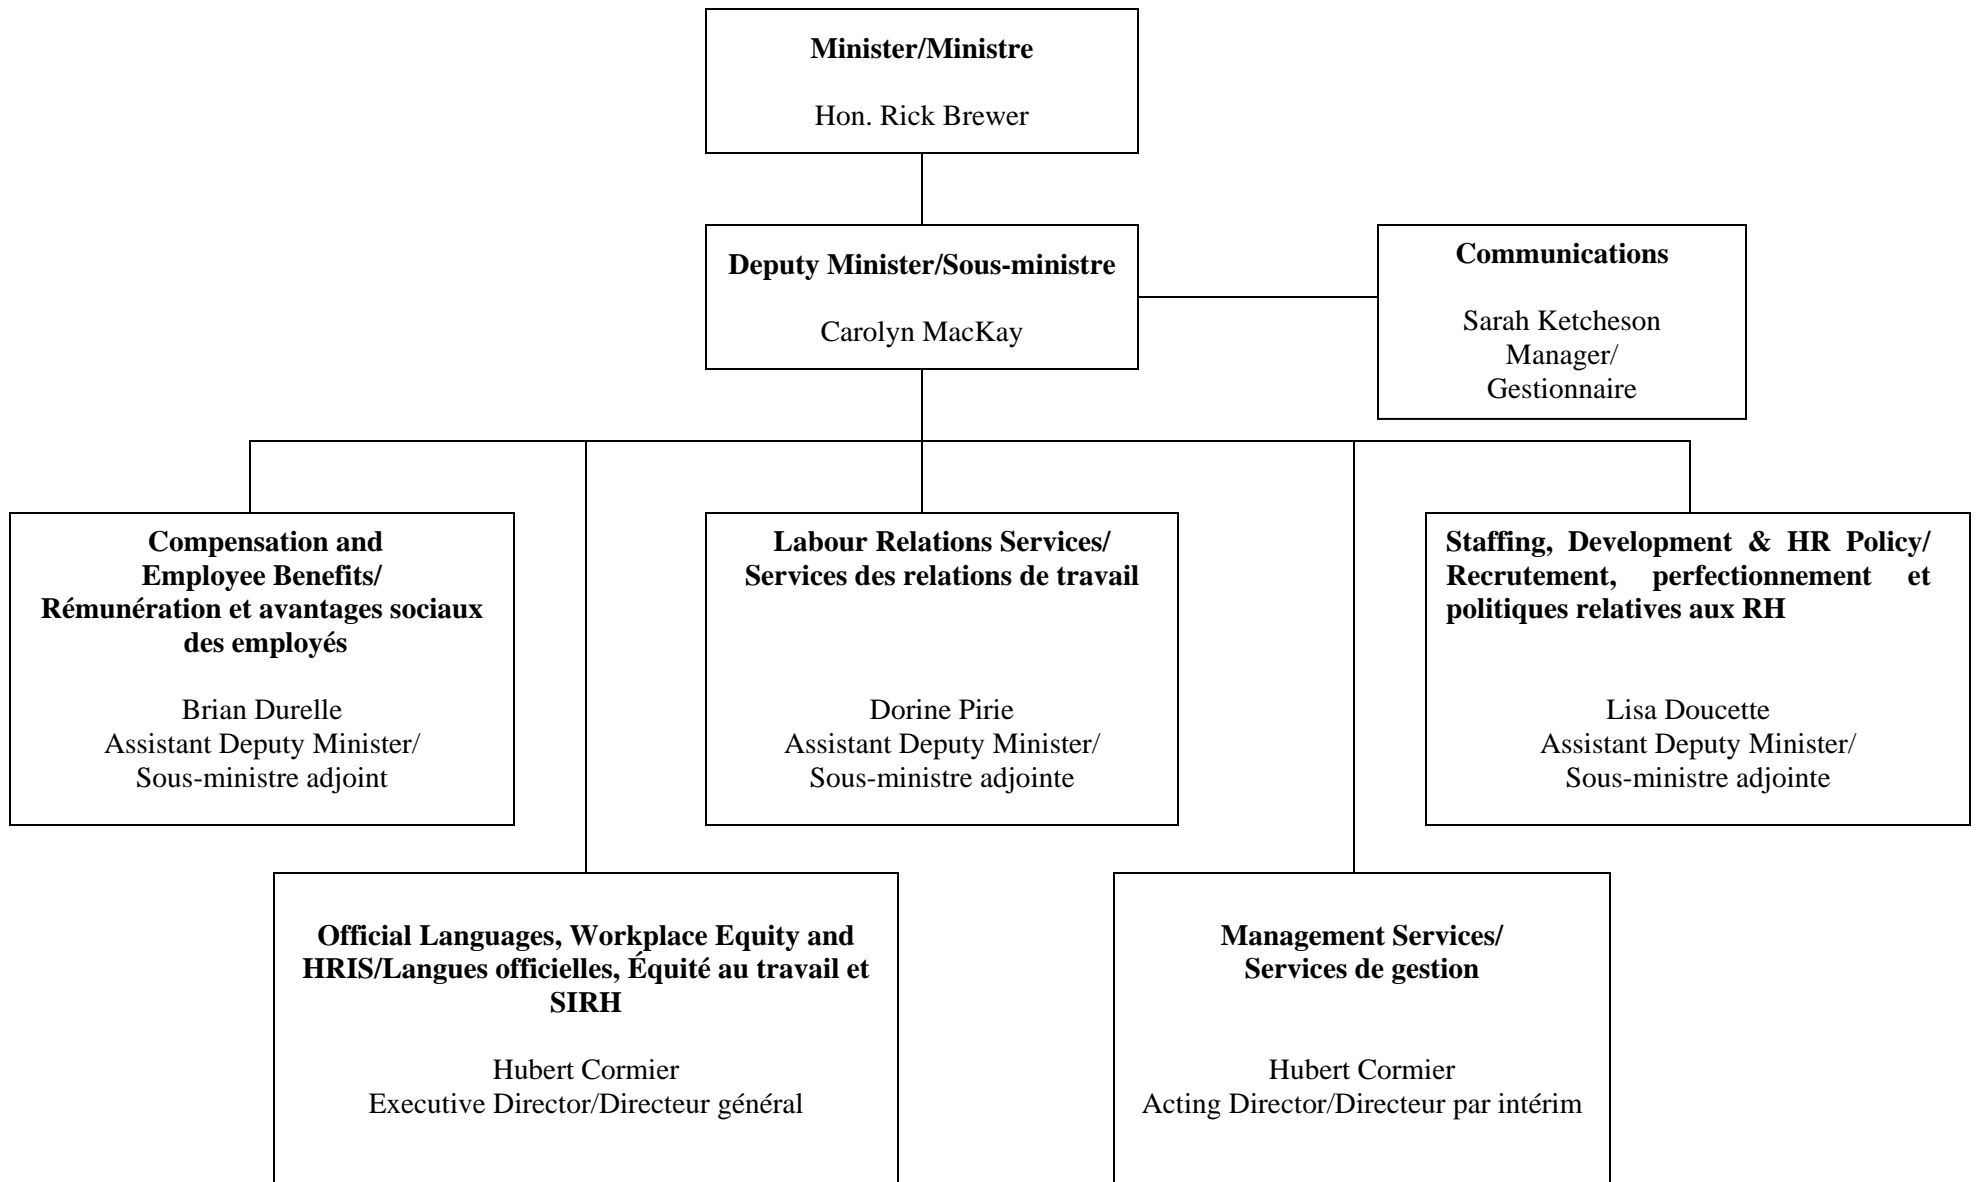 Minister/Ministre
Hon. Rick Brewer
Deputy Minister/Sous-ministre
Carolyn MacKay
Communications
Sarah Ketcheson
Manager/
Gestionnaire
Compensation and
Employee Benefits/
Rémunération et avantages sociaux
des employés
Brian Durelle
Assistant Deputy Minister/
Sous-ministre adjoint
Labour Relations Services/
Services des relations de travail
Dorine Pirie
Assistant Deputy Minister/
Sous-ministre adjointe
Staffing, Development & HR Policy/
Recrutement, perfectionnement et
politiques relatives aux RH
Lisa Doucette
Assistant Deputy Minister/
Sous-ministre adjointe
Official Languages, Workplace Equity and
HRIS/Langues officielles, Équité au travail et
SIRH
Hubert Cormier
Executive Director/Directeur général
Management Services/
Services de gestion
Hubert Cormier
Acting Director/Directeur par intérim